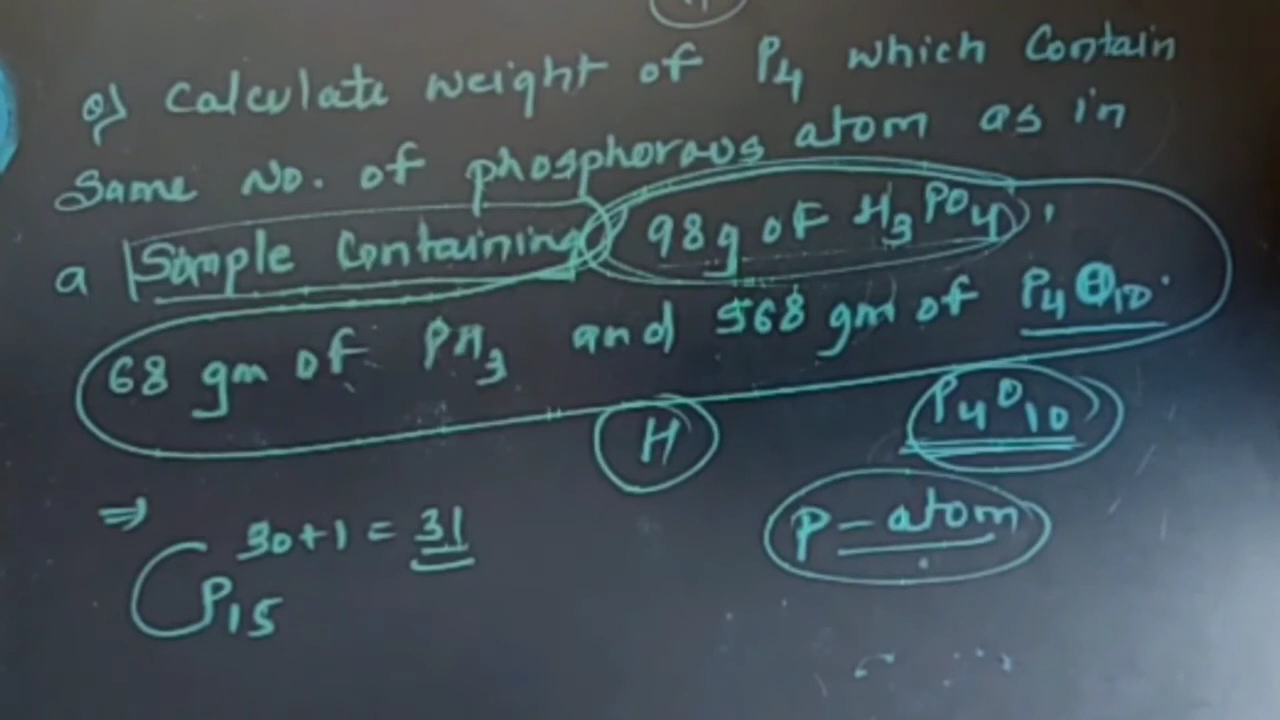 Q) Calculate weight of P4 which contain
Same No. of phosphorous atom as in
a Sample Containing 98g of H3PO4,
68 gm of PH3 and 568 gm of P4O10.
P4O10
H
P-atom
⇒
30+1 = 31
P15